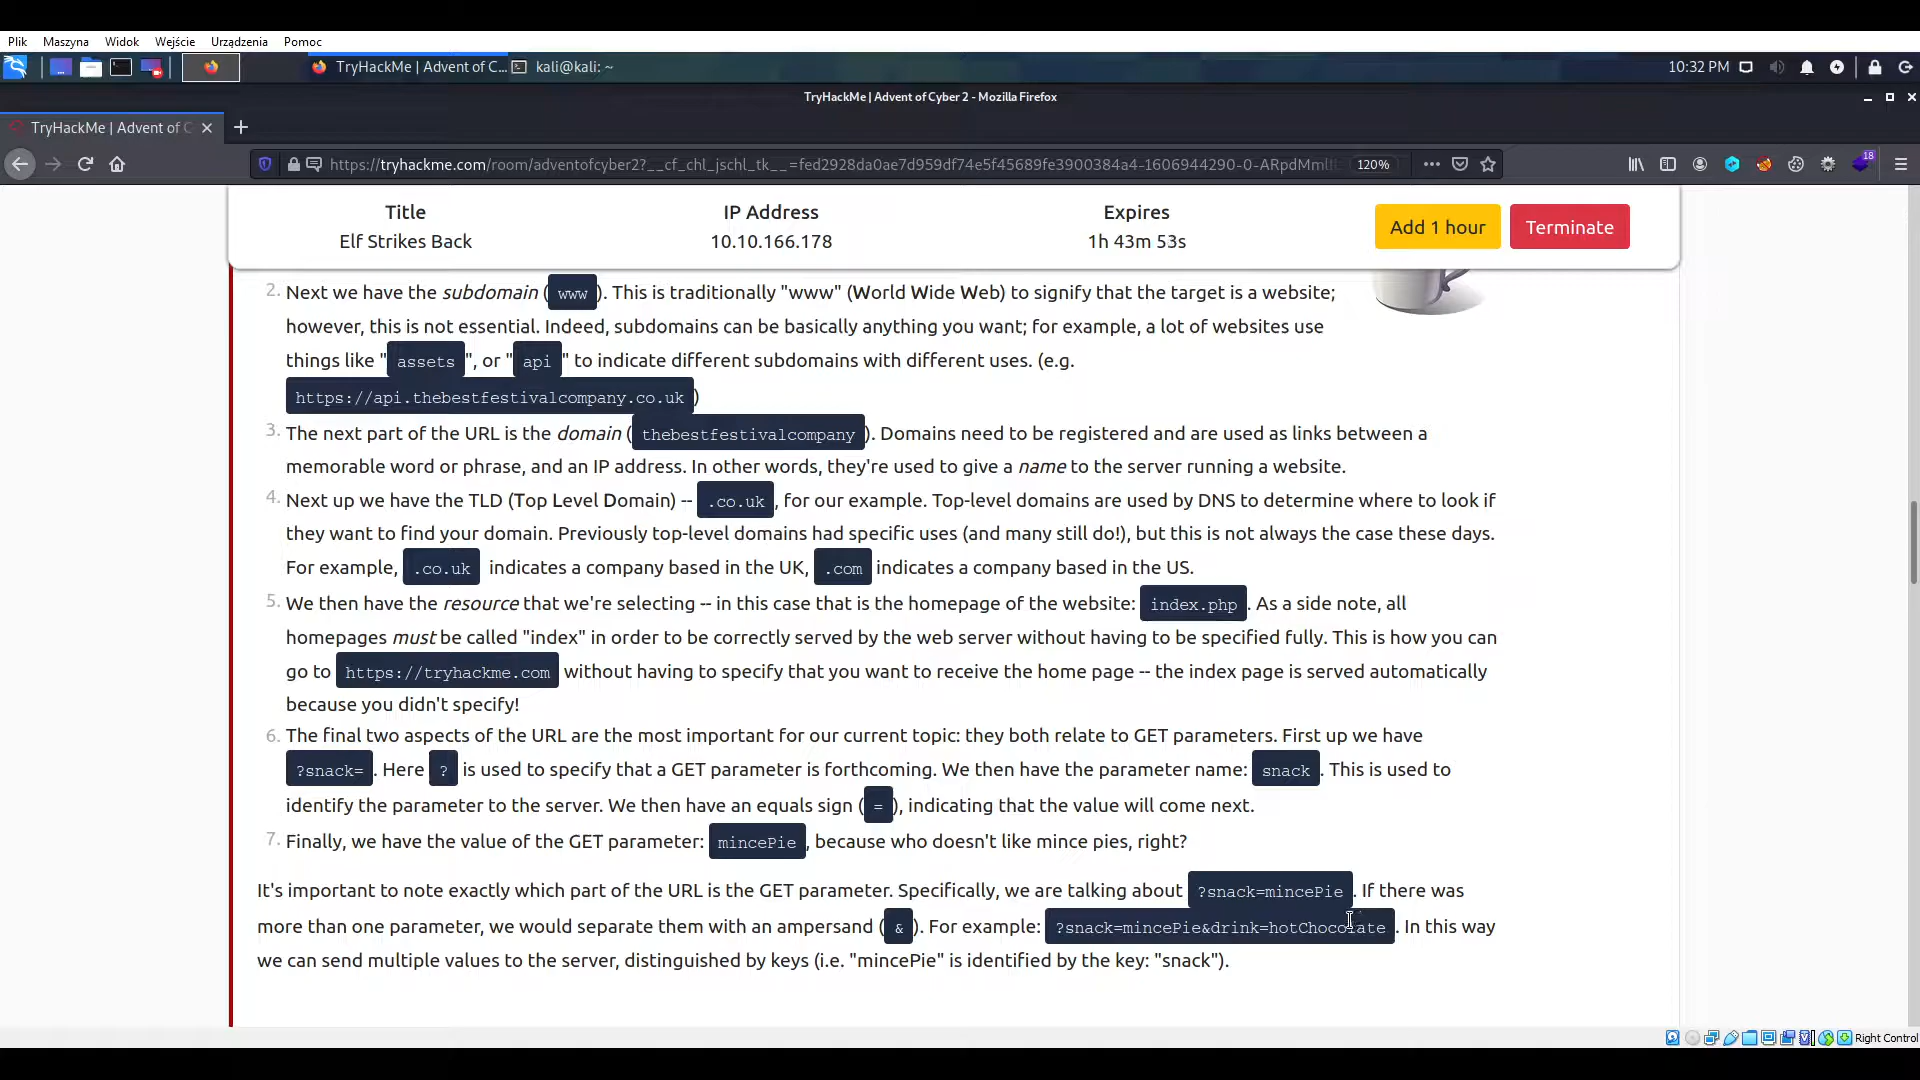 Plik Maszyna Widok Wejście Urządzenia Pomoc
TryHackMe | Advent of C... kali@kali: ~ 10:32 PM
TryHackMe | Advent of Cyber 2 - Mozilla Firefox
TryHackMe | Advent of C
https://tryhackme.com/room/adventofcyber2?__cf_chl_jschl_tk__=fed2928da0ae7d959df74e5f45689fe3900384a4-1606944290-0-ARpdMmlt 120% 18
Title IP Address Expires
Elf Strikes Back 10.10.166.178 1h 43m 53s Add 1 hour Terminate
2. Next we have the subdomain ( www ). This is traditionally "www" (World Wide Web) to signify that the target is a website;
however, this is not essential. Indeed, subdomains can be basically anything you want; for example, a lot of websites use
things like " assets ", or " api " to indicate different subdomains with different uses. (e.g.
https://api.thebestfestivalcompany.co.uk )
3. The next part of the URL is the domain ( thebestfestivalcompany ). Domains need to be registered and are used as links between a
memorable word or phrase, and an IP address. In other words, they're used to give a name to the server running a website.
4. Next up we have the TLD (Top Level Domain) -- .co.uk , for our example. Top-level domains are used by DNS to determine where to look if
they want to find your domain. Previously top-level domains had specific uses (and many still do!), but this is not always the case these days.
For example, .co.uk indicates a company based in the UK, .com indicates a company based in the US.
5. We then have the resource that we're selecting -- in this case that is the homepage of the website: index.php . As a side note, all
homepages must be called "index" in order to be correctly served by the web server without having to be specified fully. This is how you can
go to https://tryhackme.com without having to specify that you want to receive the home page -- the index page is served automatically
because you didn't specify!
6. The final two aspects of the URL are the most important for our current topic: they both relate to GET parameters. First up we have
?snack= . Here ? is used to specify that a GET parameter is forthcoming. We then have the parameter name: snack . This is used to
identify the parameter to the server. We then have an equals sign ( = ), indicating that the value will come next.
7. Finally, we have the value of the GET parameter: mincePie , because who doesn't like mince pies, right?
It's important to note exactly which part of the URL is the GET parameter. Specifically, we are talking about ?snack=mincePie . If there was
more than one parameter, we would separate them with an ampersand ( & ). For example: ?snack=mincePie&drink=hotChocolate . In this way
we can send multiple values to the server, distinguished by keys (i.e. "mincePie" is identified by the key: "snack").
Right Control